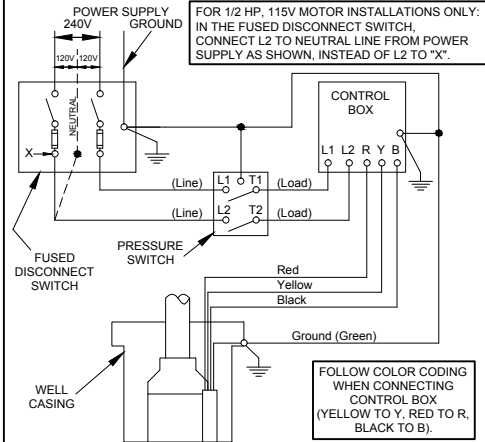 POWER SUPPLY
240V
GROUND
120V 120V
NEUTRAL
X
FOR 1/2 HP, 115V MOTOR INSTALLATIONS ONLY:
IN THE FUSED DISCONNECT SWITCH,
CONNECT L2 TO NEUTRAL LINE FROM POWER
SUPPLY AS SHOWN, INSTEAD OF L2 TO "X".
CONTROL
BOX
L1 L2 R Y B
(Line) L1 T1 (Load)
(Line) L2 T2 (Load)
FUSED
DISCONNECT
SWITCH
PRESSURE
SWITCH
Red
Yellow
Black
Ground (Green)
WELL
CASING
FOLLOW COLOR CODING
WHEN CONNECTING
CONTROL BOX
(YELLOW TO Y, RED TO R,
BLACK TO B).